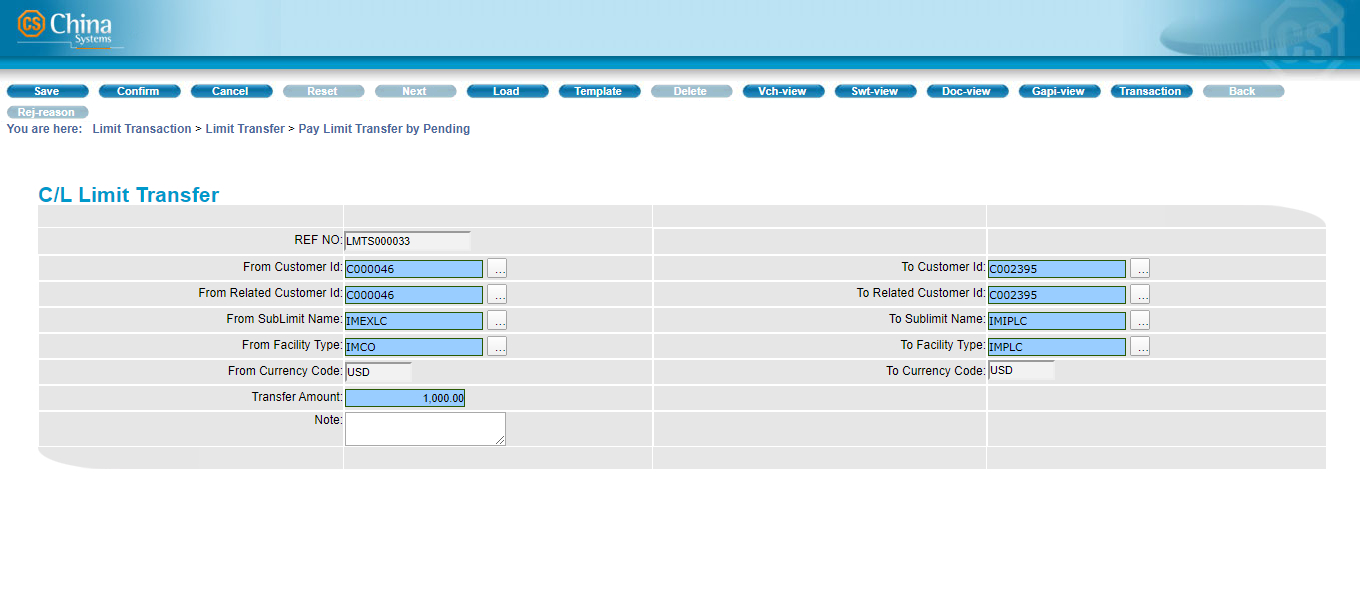 CS China
Systems
Save Confirm Cancel Reset Next Load Template Delete Vch-view Swt-view Doc-view Gapi-view Transaction Back
Rej-reason
You are here: Limit Transaction > Limit Transfer > Pay Limit Transfer by Pending
C/L Limit Transfer
REF NO: LMTS000033
From Customer Id: C000046 ... To Customer Id: C002395 ...
From Related Customer Id: C000046 ... To Related Customer Id: C002395 ...
From SubLimit Name: IMEXLC ... To Sublimit Name: IMIPLC ...
From Facility Type: IMCO ... To Facility Type: IMPLC ...
From Currency Code: USD To Currency Code: USD
Transfer Amount: 1,000.00
Note: